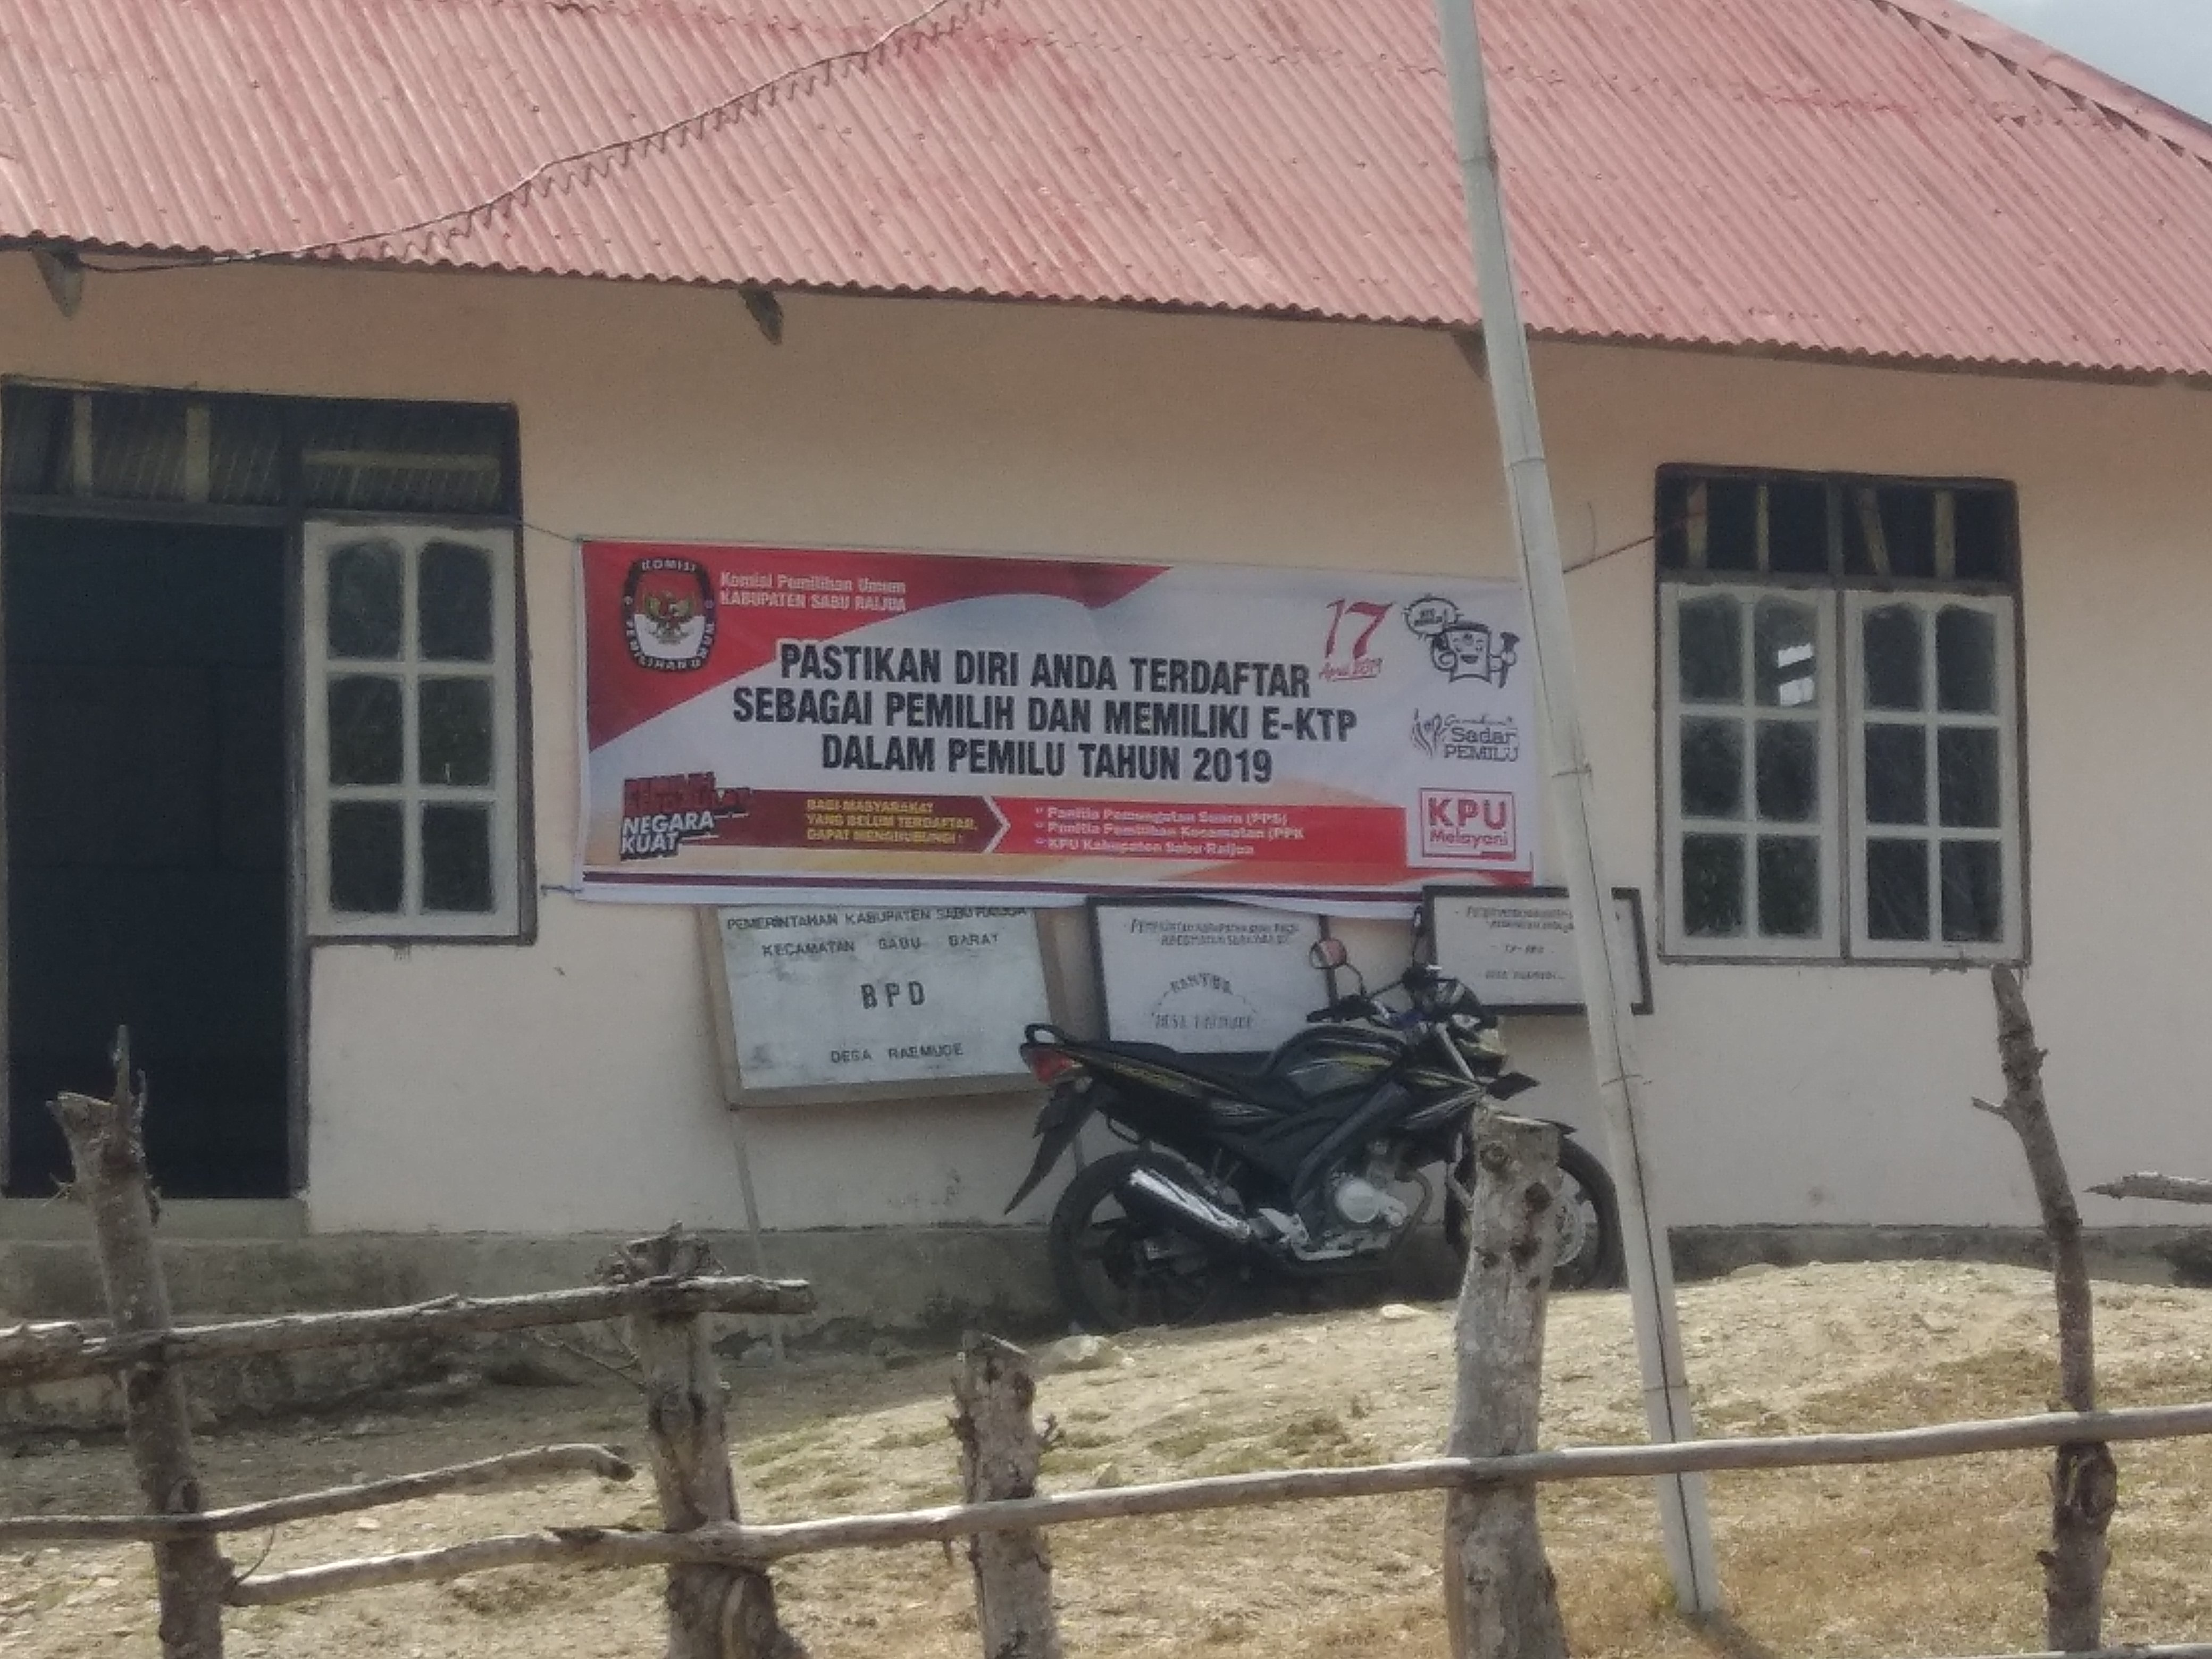 KOMISI
PEMILIHAN UMUM
Komisi Pemilihan Umum
KABUPATEN SABU RAIJUA
17
April 2019
PASTIKAN DIRI ANDA TERDAFTAR
SEBAGAI PEMILIH DAN MEMILIKI E-KTP
DALAM PEMILU TAHUN 2019
Sadar
PEMILU
NEGARA
KUAT
BAGI MASYARAKAT
YANG BELUM TERDAFTAR,
DAPAT MENGHUBUNGI :
* Panitia Pemungutan Suara (PPS)
* Panitia Pemilihan Kecamatan (PPK
* KPU Kabupaten Sabu Raijua
KPU
Melayani
PEMERINTAHAN KABUPATEN SABU RAIJUA
KECAMATAN SABU BARAT
BPD
DESA RAEMUDE
KANTOR